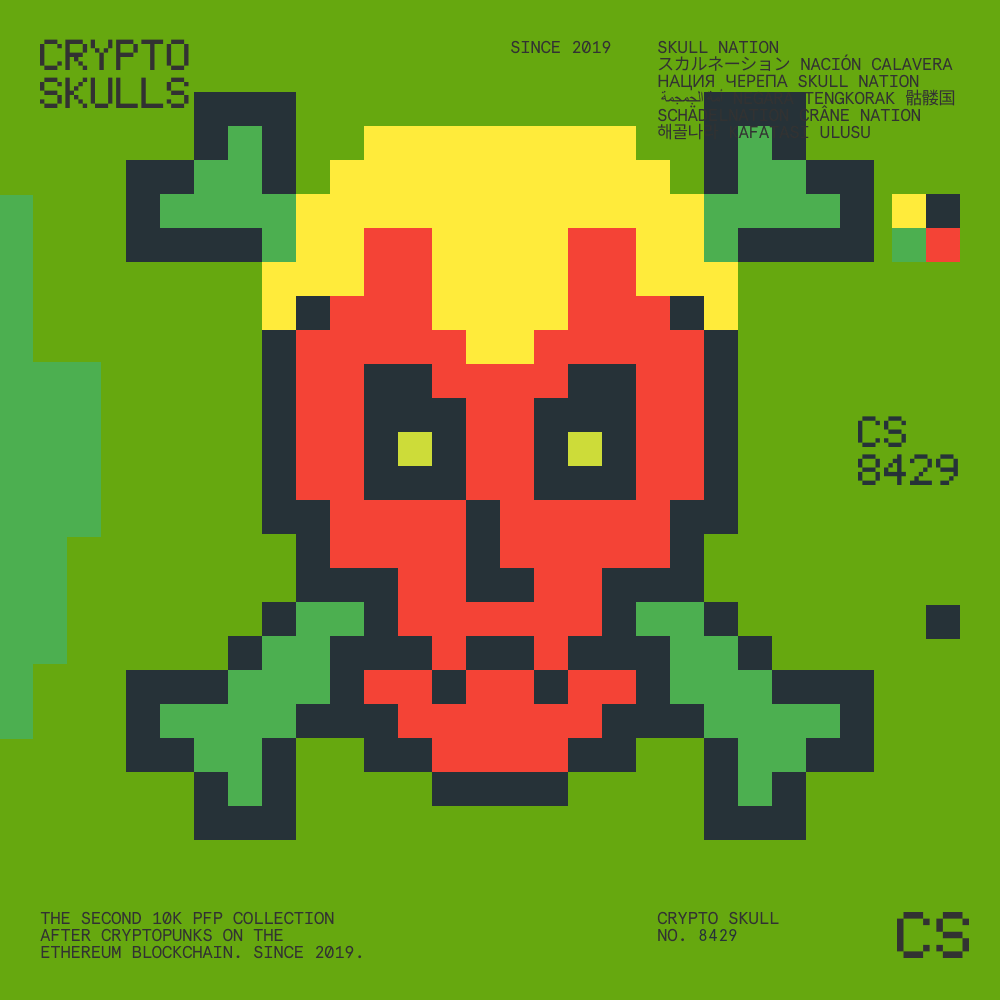 CRYPTO
SKULLS
SINCE 2019
SKULL NATION
スカルネーション NACIÓN CALAVERA
НАЦИЯ ЧЕРЕПА SKULL NATION
الجمجمة TENGKORAK 骷髅国
CRÂNE NATION
ULUSU
CS
8429
THE SECOND 10K PFP COLLECTION
AFTER CRYPTOPUNKS ON THE
ETHEREUM BLOCKCHAIN. SINCE 2019.
CRYPTO SKULL
NO. 8429
CS